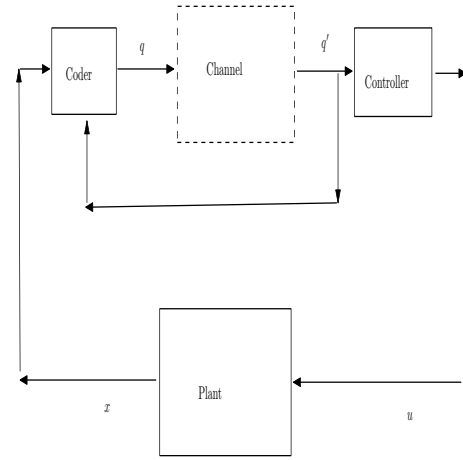 q
q′
Coder
Channel
Controller
Plant
x
u